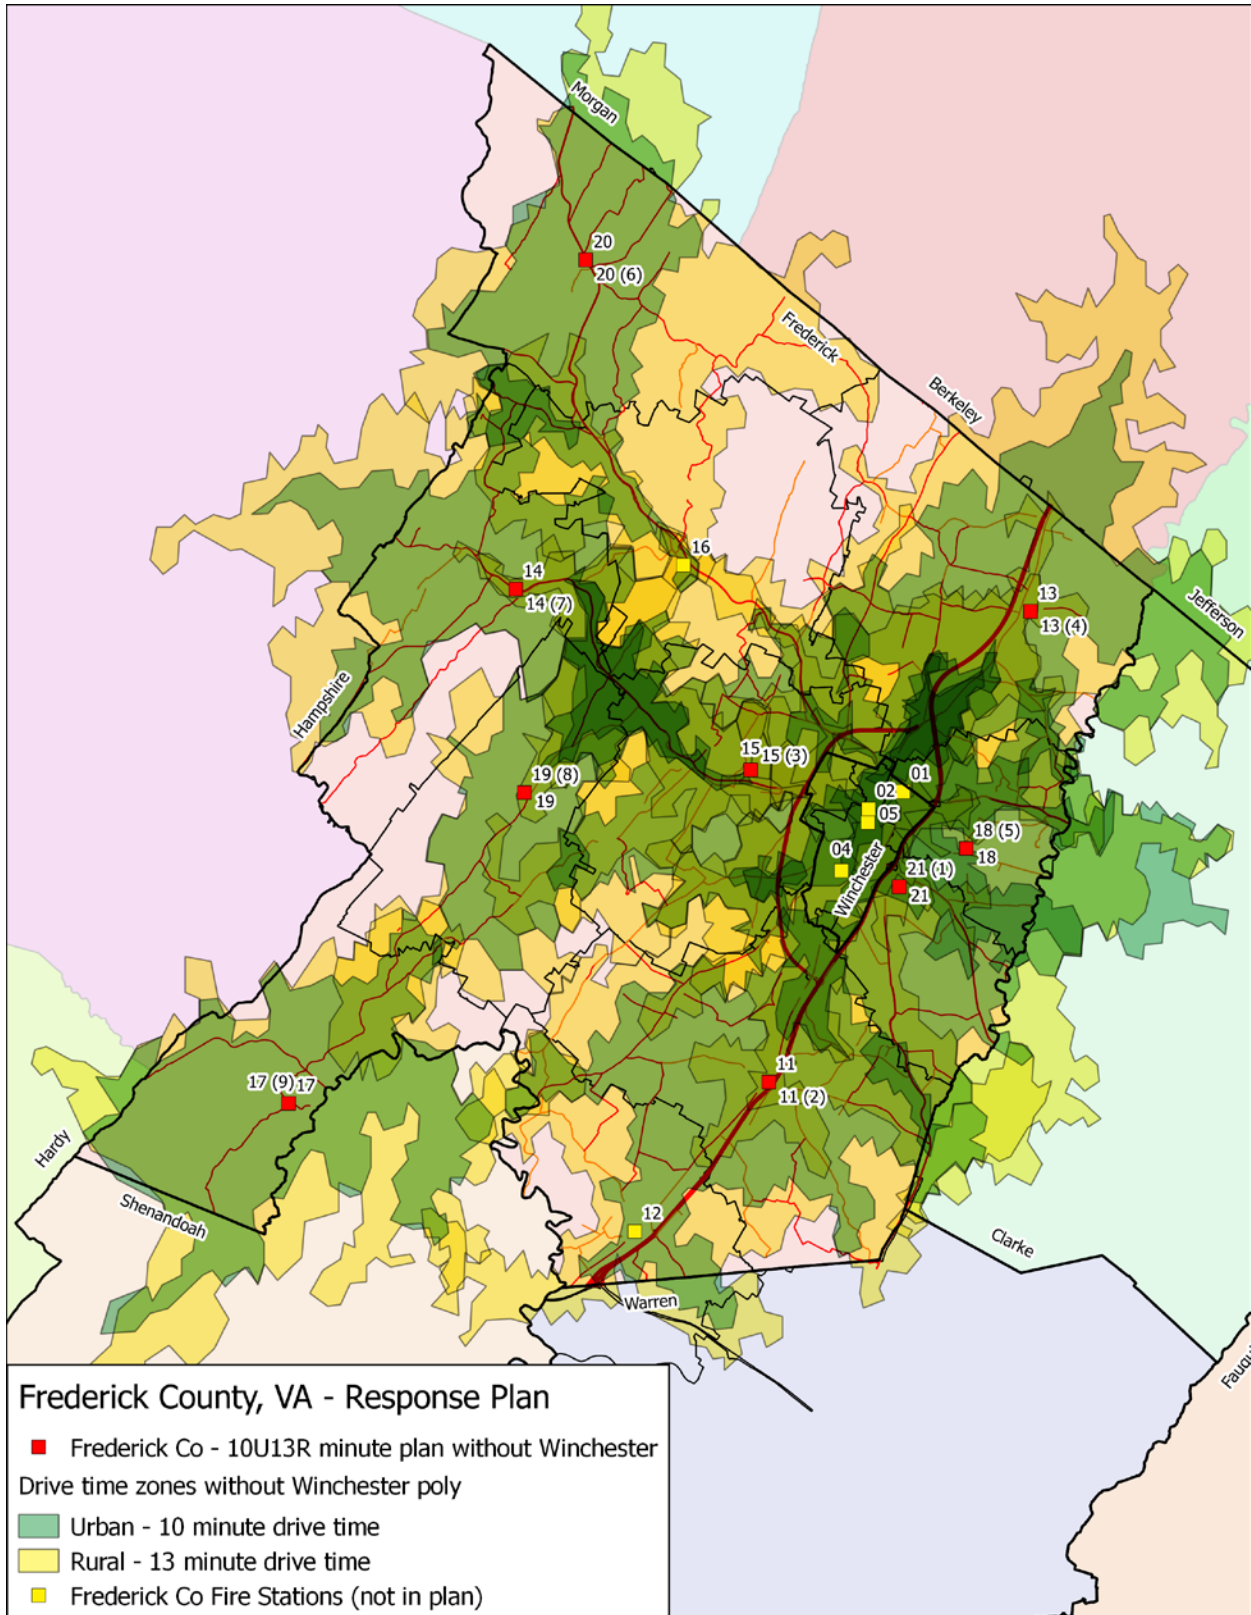 Morgan
20
20 (6)
Frederick
Berkeley
16
14
14 (7)
13
13 (4)
Jefferson
Hampshire
15
15 (3)
19 (8)
19
01
02
05
04
Winchester
18 (5)
18
21 (1)
21
11
11 (2)
17 (9)
17
Hardy
Shenandoah
12
Clarke
Warren
Fauqu
Frederick County, VA - Response Plan
Frederick Co - 10U13R minute plan without Winchester
Drive time zones without Winchester poly
Urban - 10 minute drive time
Rural - 13 minute drive time
Frederick Co Fire Stations (not in plan)